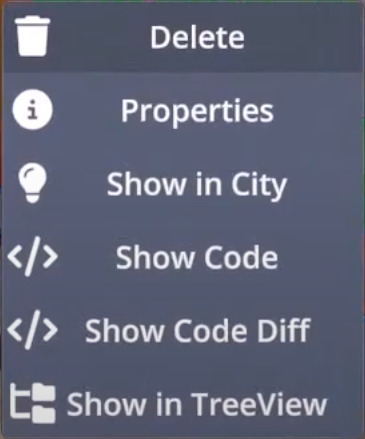 Delete
Properties
Show in City
Show Code
Show Code Diff
Show in TreeView